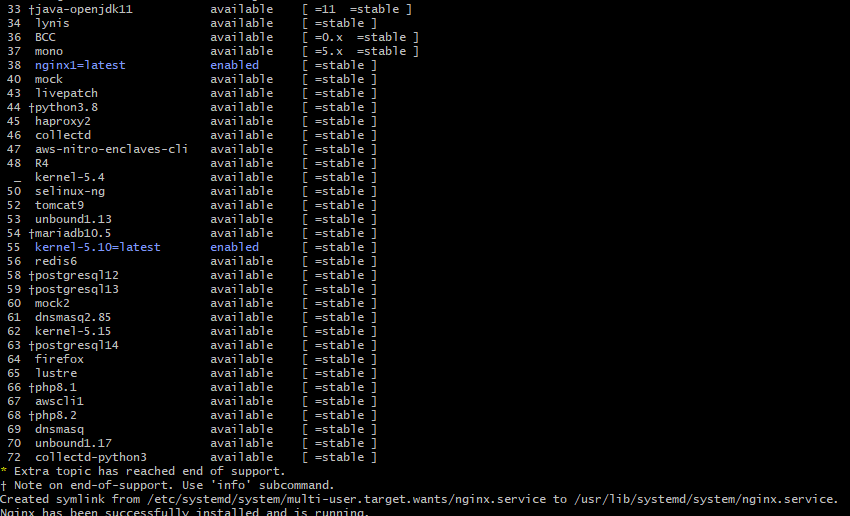 33 †java-openjdk11 available [ =11 =stable ]
34 lynis available [ =stable ]
36 BCC available [ =0.x =stable ]
37 mono available [ =5.x =stable ]
38 nginx1=latest enabled [ =stable ]
40 mock available [ =stable ]
43 livepatch available [ =stable ]
44 †python3.8 available [ =stable ]
45 haproxy2 available [ =stable ]
46 collectd available [ =stable ]
47 aws-nitro-enclaves-cli available [ =stable ]
48 R4 available [ =stable ]
_ kernel-5.4 available [ =stable ]
50 selinux-ng available [ =stable ]
52 tomcat9 available [ =stable ]
53 unbound1.13 available [ =stable ]
54 †mariadb10.5 available [ =stable ]
55 kernel-5.10=latest enabled [ =stable ]
56 redis6 available [ =stable ]
58 †postgresql12 available [ =stable ]
59 †postgresql13 available [ =stable ]
60 mock2 available [ =stable ]
61 dnsmasq2.85 available [ =stable ]
62 kernel-5.15 available [ =stable ]
63 †postgresql14 available [ =stable ]
64 firefox available [ =stable ]
65 lustre available [ =stable ]
66 †php8.1 available [ =stable ]
67 awscli1 available [ =stable ]
68 †php8.2 available [ =stable ]
69 dnsmasq available [ =stable ]
70 unbound1.17 available [ =stable ]
72 collectd-python3 available [ =stable ]
* Extra topic has reached end of support.
† Note on end-of-support. Use 'info' subcommand.
Created symlink from /etc/systemd/system/multi-user.target.wants/nginx.service to /usr/lib/systemd/system/nginx.service.
Nginx has been successfully installed and is running.